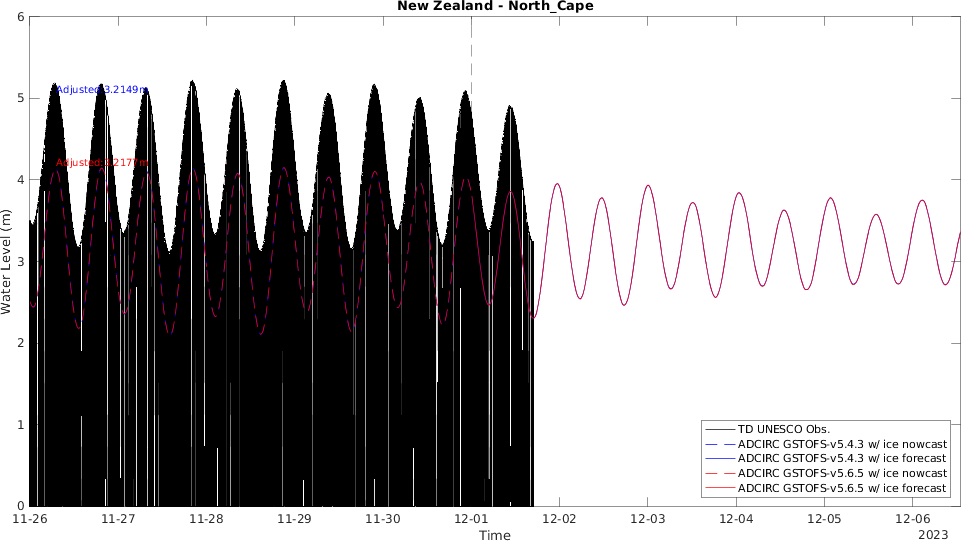 New Zealand - North_Cape
Water Level (m)
6
5
4
3
2
1
0
Adjusted 3.2149m
11-26
11-27
11-28
11-29
11-30
12-01
12-02
12-03
12-04
12-05
12-06
Time
2023
TD UNESCO Obs.
ADCIRC GSTOFS-v5.4.3 w/ ice nowcast
ADCIRC GSTOFS-v5.4.3 w/ ice forecast
ADCIRC GSTOFS-v5.6.5 w/ ice nowcast
ADCIRC GSTOFS-v5.6.5 w/ ice forecast